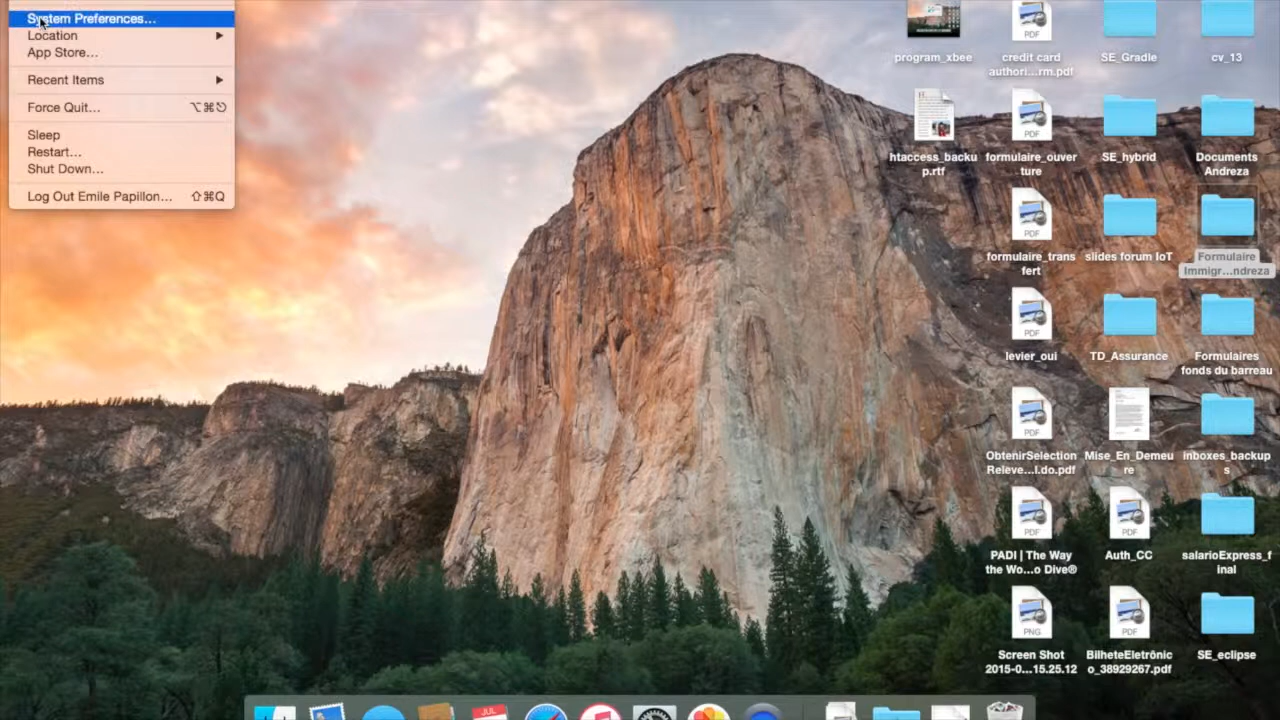 System Preferences...
Location
App Store...
Recent Items
Force Quit... ⌥⌘⎋
Sleep
Restart...
Shut Down...
Log Out Emile Papillon... ⇧⌘Q
program_xbee
PDF
credit card
authori...rm.pdf
SE_Gradle
cv_13
htaccess_backu
p.rtf
PDF
formulaire_ouver
ture
SE_hybrid
Documents
Andreza
PDF
formulaire_trans
fert
slides forum IoT
Formulaire
Immigr...ndreza
PDF
levier_oui
TD_Assurance
Formulaires
fonds du barreau
PDF
ObtenirSelection
Releve...l.do.pdf
Mise_En_Demeu
re
inboxes_backup
s
PDF
PADI | The Way
the Wo...o Dive®
PDF
Auth_CC
salarioExpress_f
inal
PNG
Screen Shot
2015-0...15.25.12
PDF
BilheteEletrônic
o_38929267.pdf
SE_eclipse
JUL